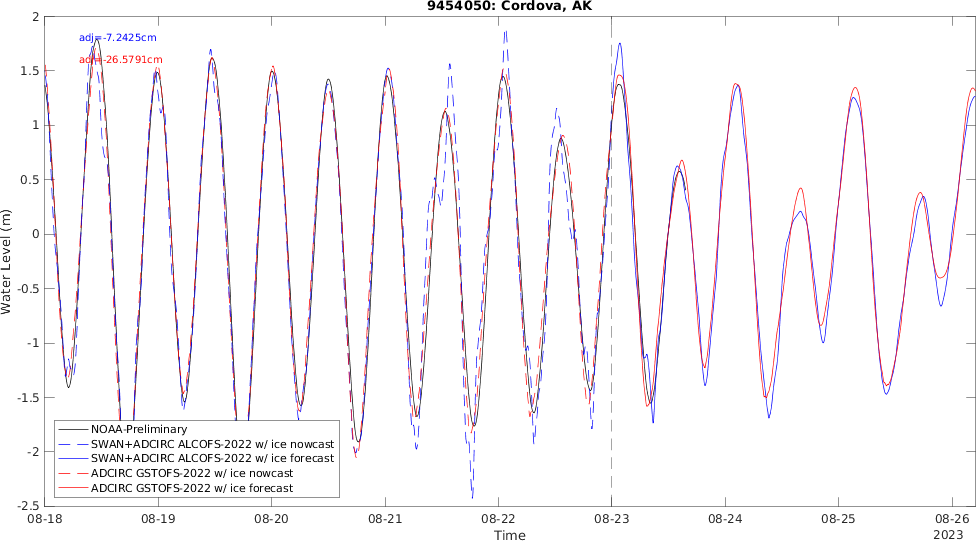 9454050: Cordova, AK
adj=-7.2425cm
adj=-26.5791cm
2
1.5
1
0.5
0
-0.5
-1
-1.5
-2
-2.5
Water Level (m)
NOAA-Preliminary
SWAN+ADCIRC ALCOFS-2022 w/ ice nowcast
SWAN+ADCIRC ALCOFS-2022 w/ ice forecast
ADCIRC GSTOFS-2022 w/ ice nowcast
ADCIRC GSTOFS-2022 w/ ice forecast
08-18 08-19 08-20 08-21 08-22 08-23 08-24 08-25 08-26
2023
Time